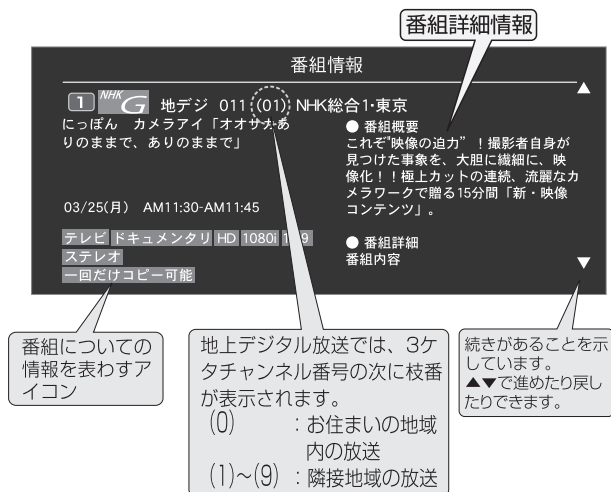 番組詳細情報
番組情報
1 NHK G 地デジ 011 (01) NHK総合1・東京
にっぽん カメラアイ「オオサカあ
りのままで、ありのままで」
03/25(月) AM11:30-AM11:45
テレビ ドキュメンタリ HD 1080i
ステレオ
一回だけコピー可能
● 番組概要
これぞ"映像の迫力"！撮影者自身が
見つけた事象を、大胆に繊細に、映
像化！！極上カットの連続、流麗なカ
メラワークで贈る15分間「新・映像
コンテンツ」。
● 番組詳細
番組内容
▲
▼
番組についての
情報を表わすア
イコン
地上デジタル放送では、3ケ
タチャンネル番号の次に枝番
が表示されます。
(0) ：お住まいの地域
内の放送
(1)~(9) ：隣接地域の放送
続きがあることを示
しています。
▲▼で進めたり戻し
たりできます。